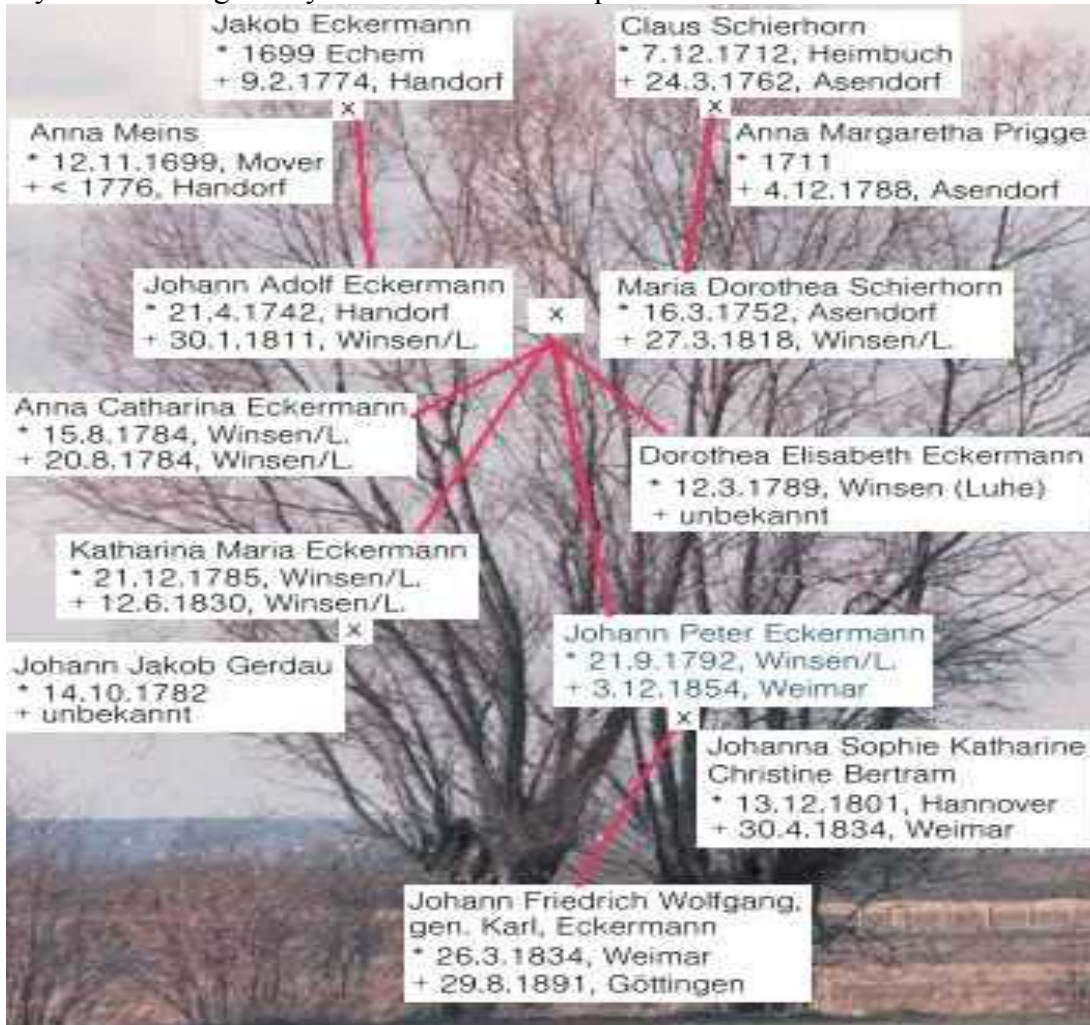 Jakob Eckermann
* 1699 Echem
+ 9.2.1774, Handorf
×
Claus Schierhorn
* 7.12.1712, Heimbuch
+ 24.3.1762, Asendorf
×
Anna Meins
* 12.11.1699, Mover
+ < 1776, Handorf
Anna Margaretha Prigge
* 1711
+ 4.12.1788, Asendorf
Johann Adolf Eckermann
* 21.4.1742, Handorf
+ 30.1.1811, Winsen/L.
×
Maria Dorothea Schierhorn
* 16.3.1752, Asendorf
+ 27.3.1818, Winsen/L.
Anna Catharina Eckermann
* 15.8.1784, Winsen/L.
+ 20.8.1784, Winsen/L.
Dorothea Elisabeth Eckermann
* 12.3.1789, Winsen (Luhe)
+ unbekannt
Katharina Maria Eckermann
* 21.12.1785, Winsen/L.
+ 12.6.1830, Winsen/L.
×
Johann Jakob Gerdau
* 14.10.1782
+ unbekannt
Johann Peter Eckermann
* 21.9.1792, Winsen/L.
+ 3.12.1854, Weimar
×
Johanna Sophie Katharine
Christine Bertram
* 13.12.1801, Hannover
+ 30.4.1834, Weimar
Johann Friedrich Wolfgang,
gen. Karl, Eckermann
* 26.3.1834, Weimar
+ 29.8.1891, Göttingen